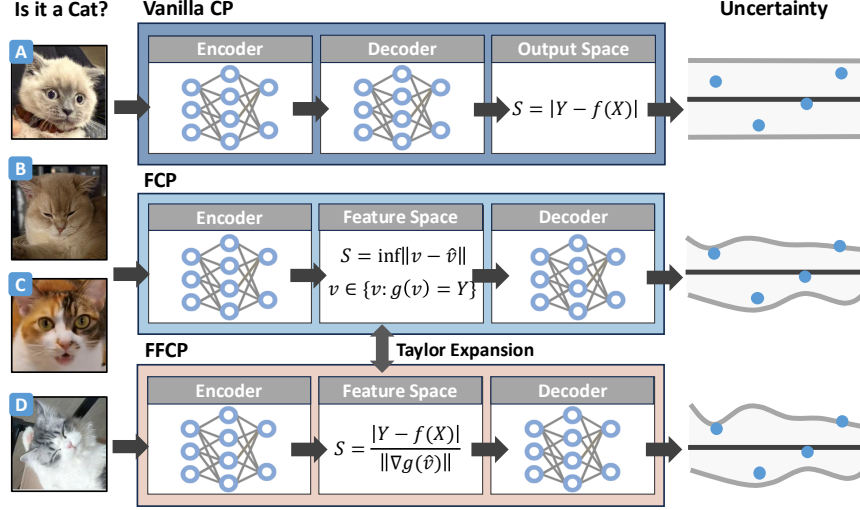 Is it a Cat?
Vanilla CP
Uncertainty
A
Encoder
Decoder
Output Space
S = |Y − f(X)|
B
FCP
Encoder
Feature Space
Decoder
S = inf‖v − v̂‖
v ∈ {v: g(v) = Y}
C
Taylor Expansion
FFCP
D
Encoder
Feature Space
Decoder
S = |Y − f(X)| / ‖∇g(v̂)‖